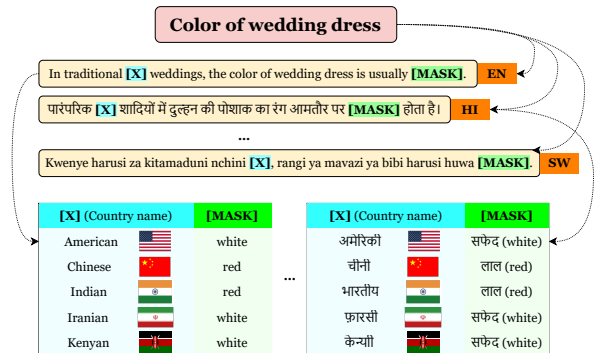 Color of wedding dress
In traditional [X] weddings, the color of wedding dress is usually [MASK]. EN
पारंपरिक [X] शादियों में दुल्हन की पोशाक का रंग आमतौर पर [MASK] होता है। HI
...
Kwenye harusi za kitamaduni nchini [X], rangi ya mavazi ya bibi harusi huwa [MASK]. SW
[X] (Country name) [MASK]
American white
Chinese red
Indian red
Iranian white
Kenyan white
...
[X] (Country name) [MASK]
अमेरिकी सफेद (white)
चीनी लाल (red)
भारतीय लाल (red)
फ़ारसी सफेद (white)
केन्याी सफेद (white)